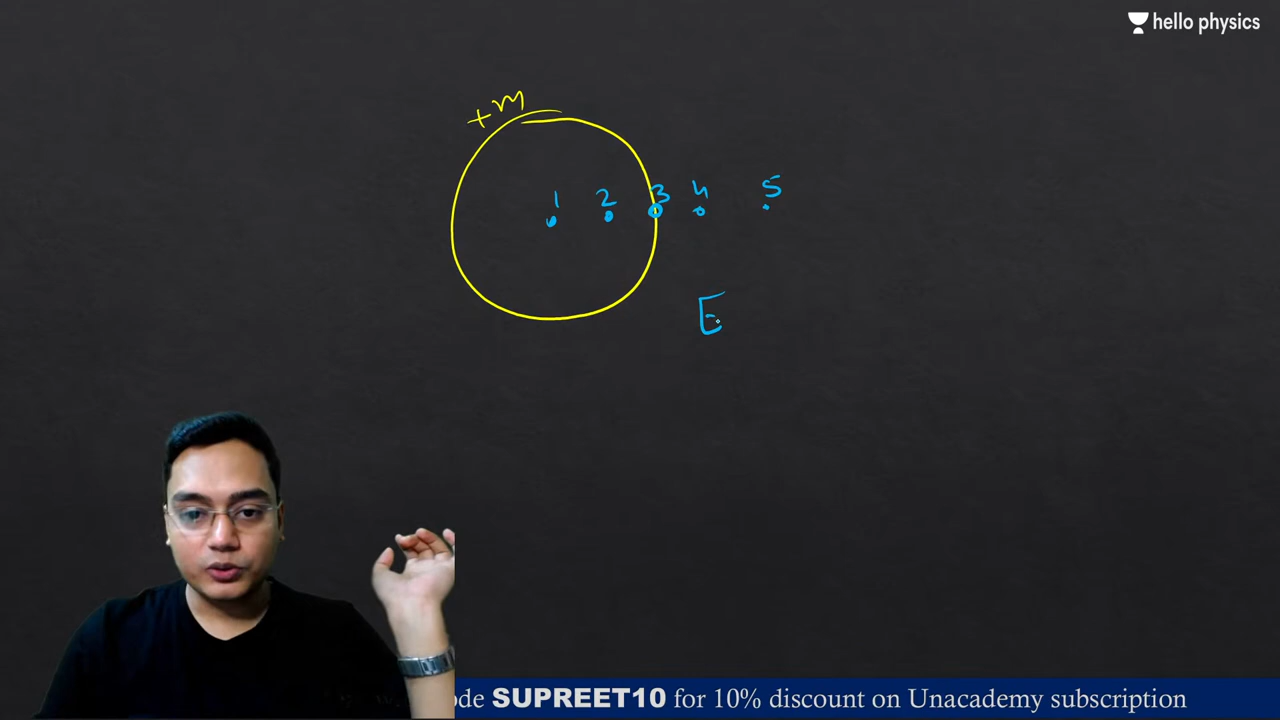 hello physics
+m
1 2 3 4 5
E
ode SUPREET10 for 10% discount on Unacademy subscription